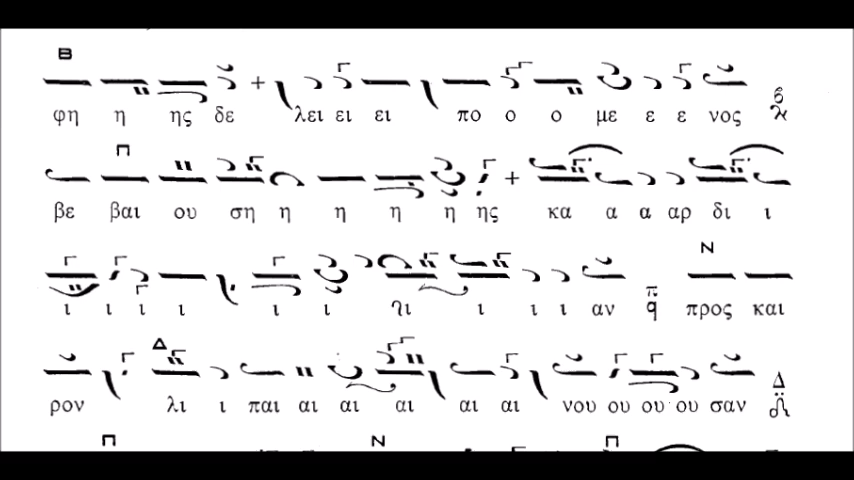 Β
φη η ης δε λει ει ει πο ο ο με ε ε νος
Π
βε βαι ου ση η η η η ης κα α α αρ δι ι
Ν
ι ι ι ι ι ι λι ι ι ι αν προς και
Δ
ρον λι ι παι αι αι αι αι αι νου ου ου ου σαν
Π Ν Π